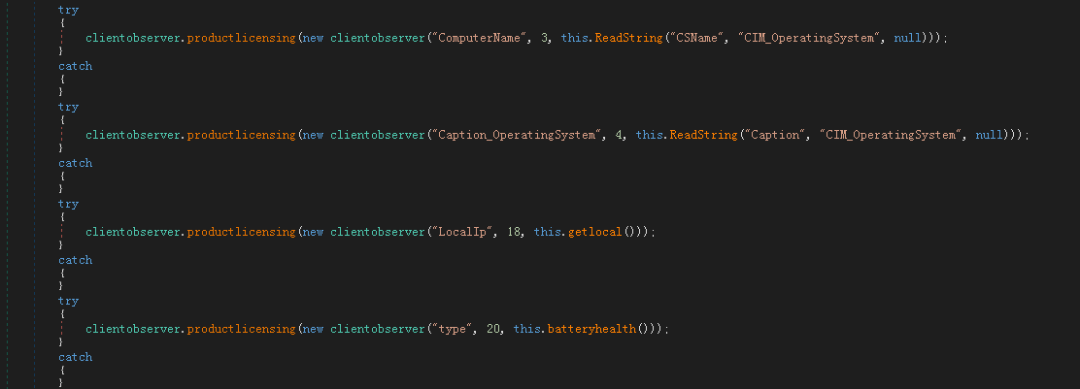 try
{
clientobserver.productlicensing(new clientobserver("ComputerName", 3, this.ReadString("CSName", "CIM_OperatingSystem", null)));
}
catch
{
}
try
{
clientobserver.productlicensing(new clientobserver("Caption_OperatingSystem", 4, this.ReadString("Caption", "CIM_OperatingSystem", null)));
}
catch
{
}
try
{
clientobserver.productlicensing(new clientobserver("LocalIp", 18, this.getlocal()));
}
catch
{
}
try
{
clientobserver.productlicensing(new clientobserver("type", 20, this.batteryhealth()));
}
catch
{
}